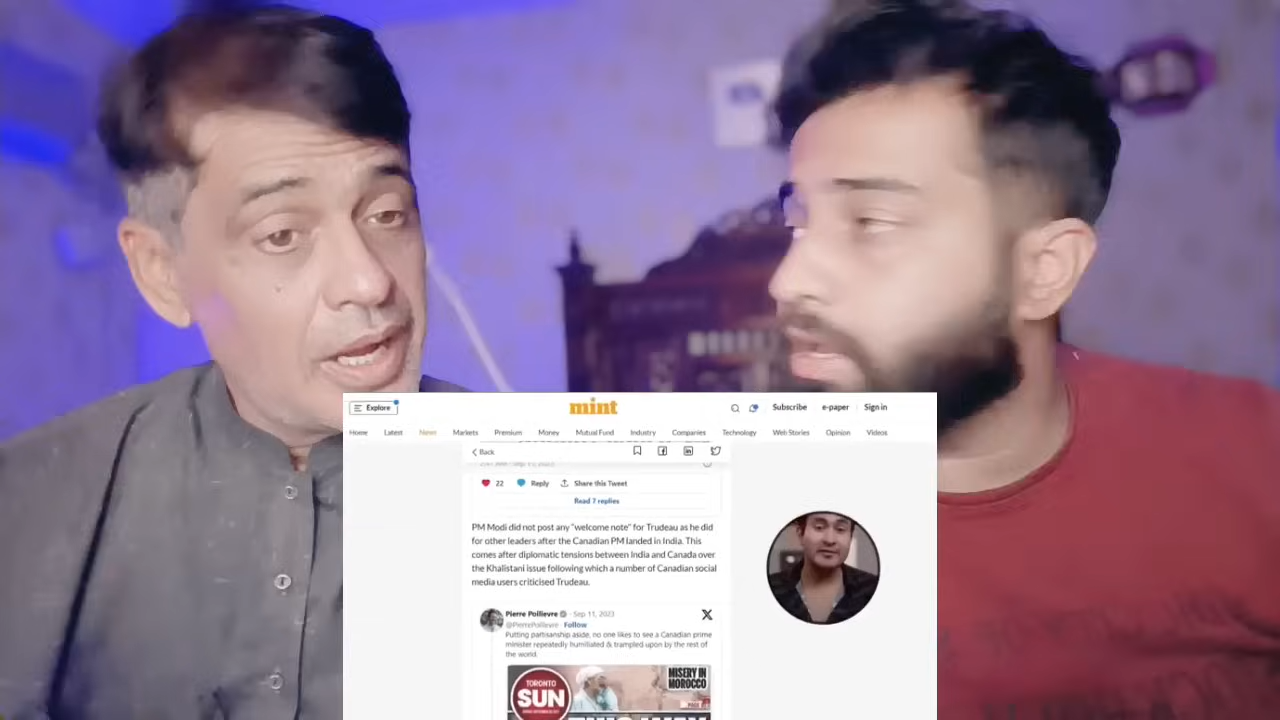 Explore
mint
Subscribe
e-paper
Sign in
Home
Latest
News
Markets
Premium
Money
Mutual Fund
Industry
Companies
Technology
Web Stories
Opinion
Videos
Back
22
Reply
Share this Tweet
Read 7 replies
PM Modi did not post any "welcome note" for Trudeau as he did
for other leaders after the Canadian PM landed in India. This
comes after diplomatic tensions between India and Canada over
the Khalistani issue following which a number of Canadian social
media users criticised Trudeau.
Pierre Poilievre · Sep 11, 2023
@PierrePoilievre · Follow
Putting partisanship aside, no one likes to see a Canadian prime
minister repeatedly humiliated & trampled upon by the rest of
the world.
TORONTO
SUN
MISERY IN
MOROCCO